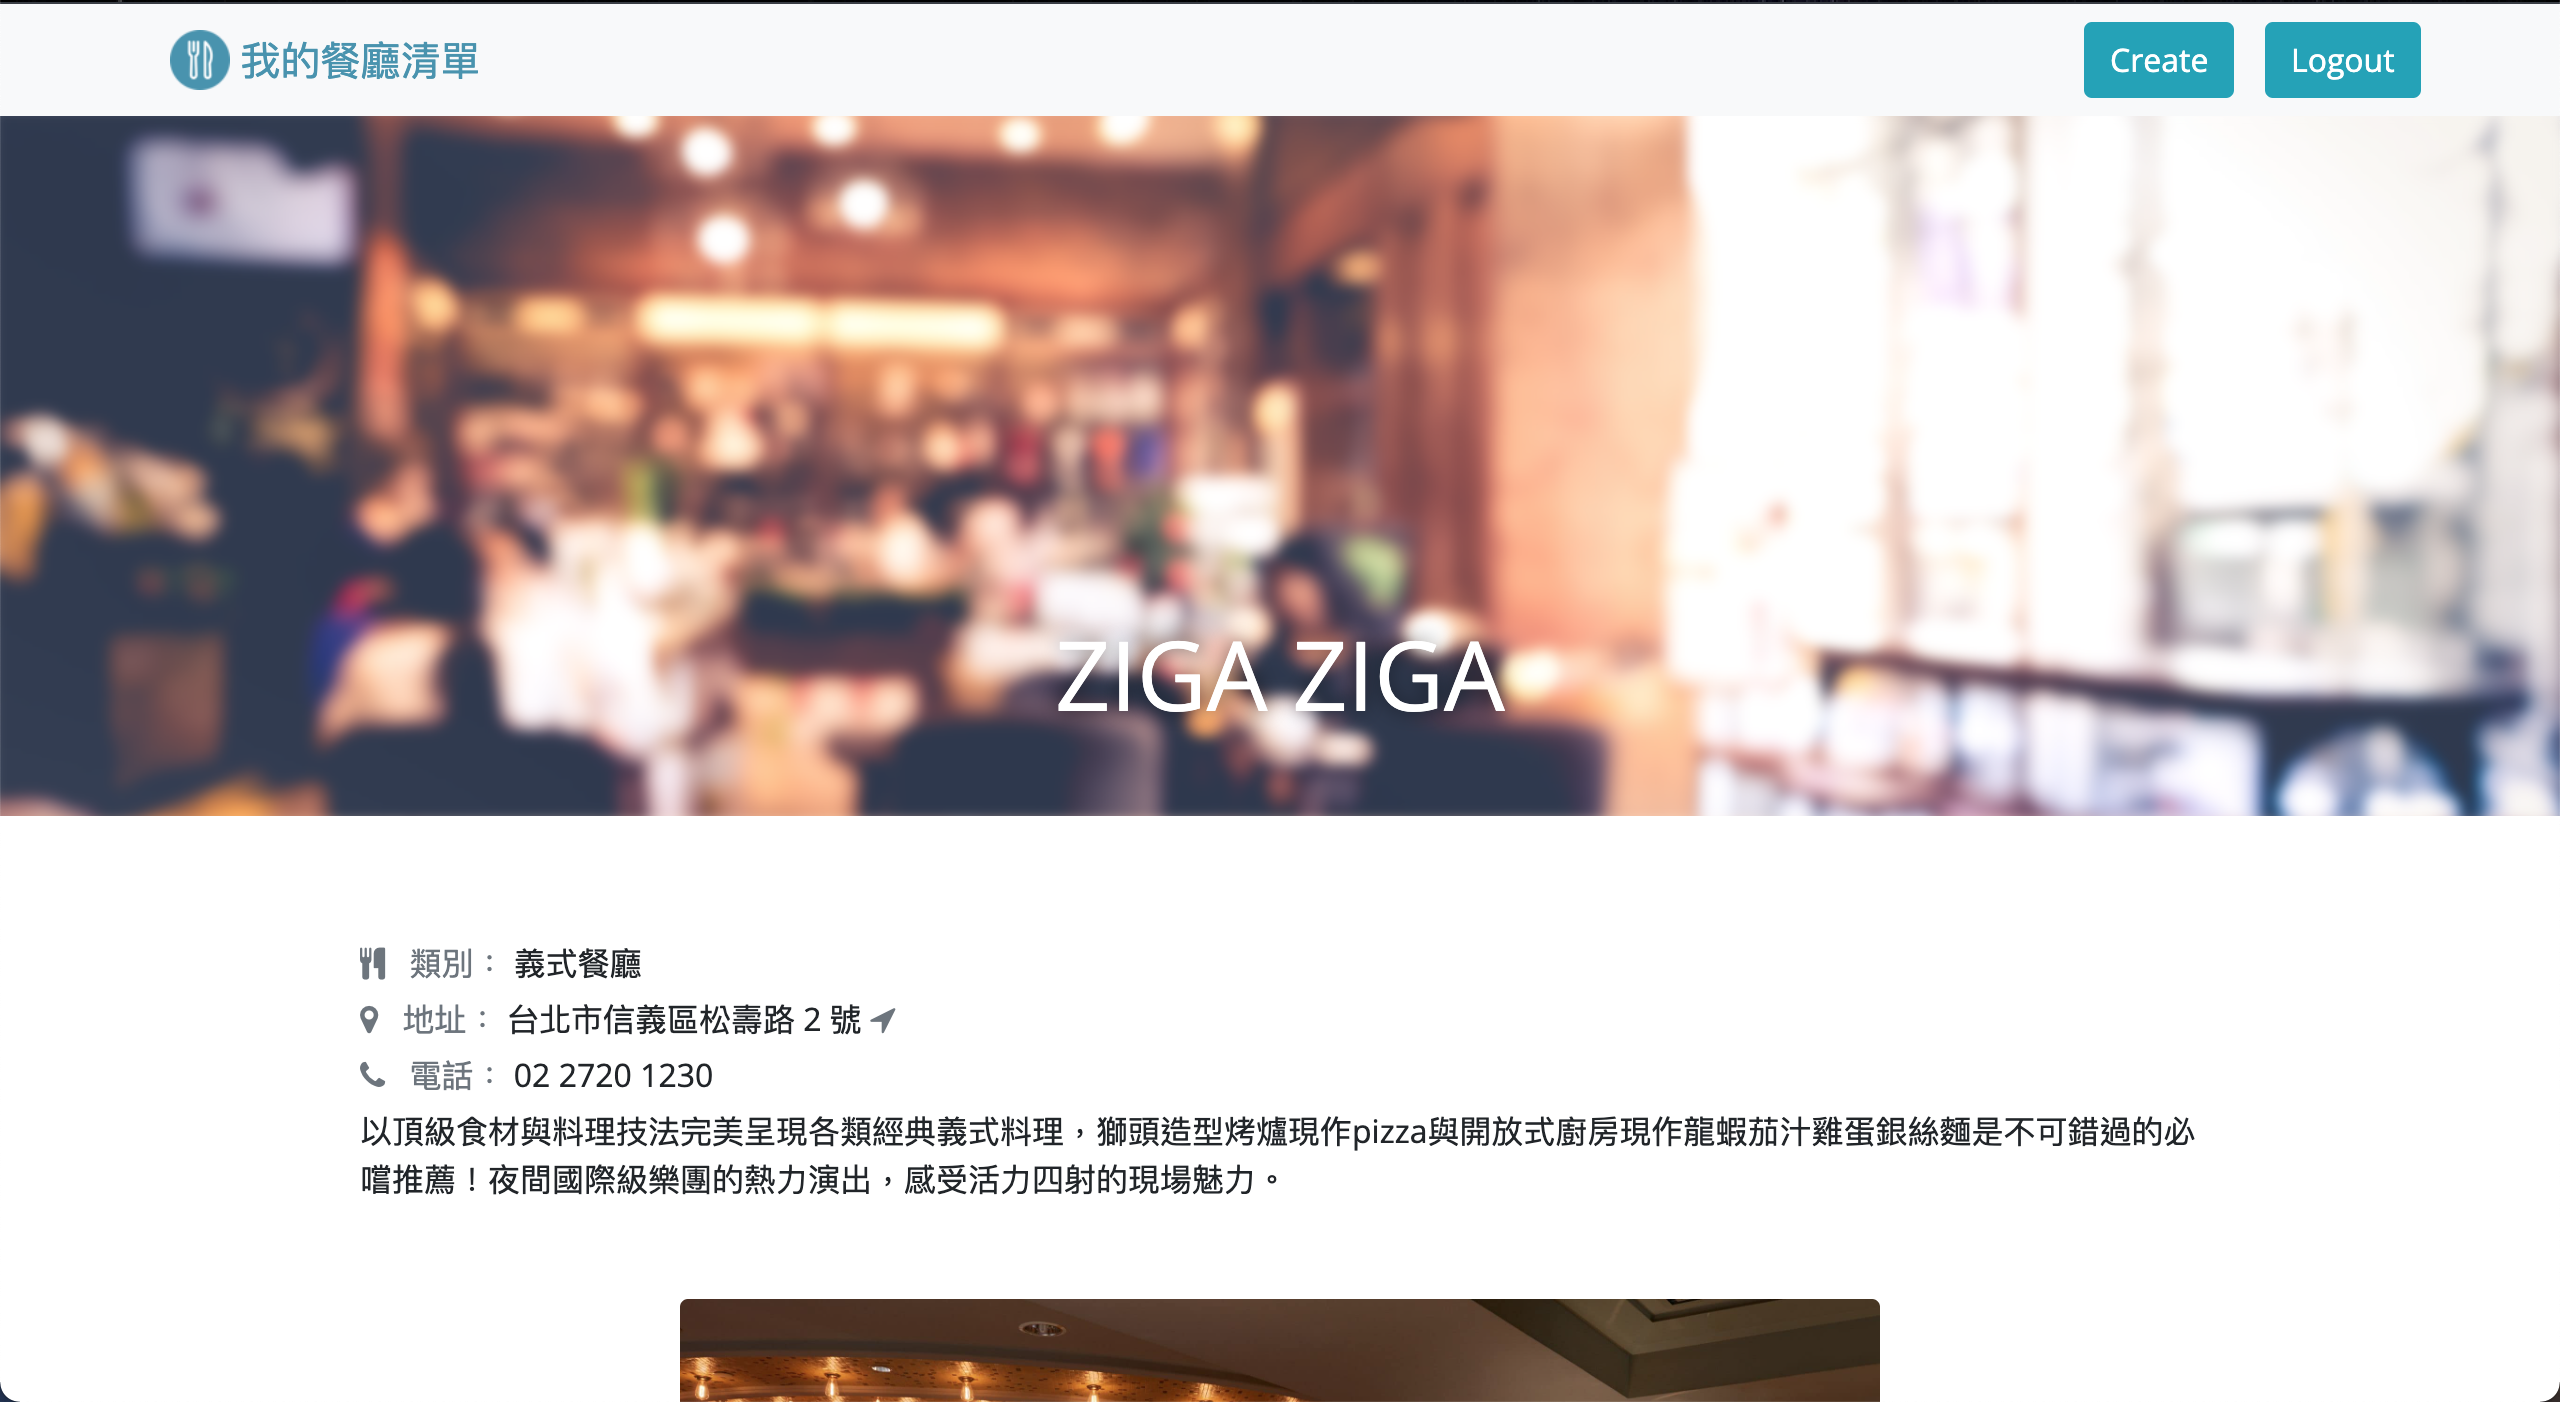 我的餐廳清單
Create
Logout
ZIGA ZIGA
類別： 義式餐廳
地址： 台北市信義區松壽路 2 號
電話： 02 2720 1230
以頂級食材與料理技法完美呈現各類經典義式料理，獅頭造型烤爐現作pizza與開放式廚房現作龍蝦茄汁雞蛋銀絲麵是不可錯過的必
嚐推薦！夜間國際級樂團的熱力演出，感受活力四射的現場魅力。